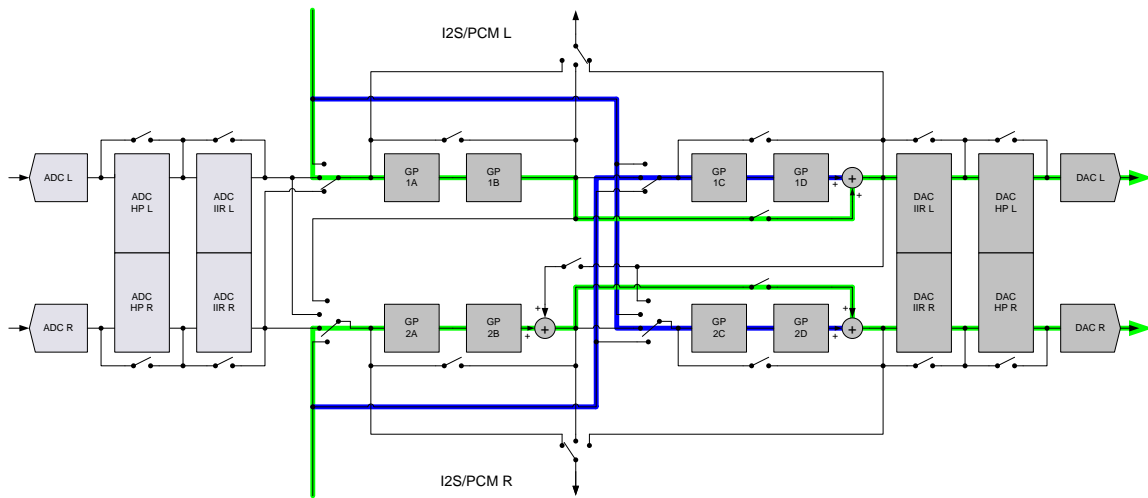 I2S/PCM L
ADC L
ADC
HP L
ADC
IIR L
GP
1A
GP
1B
GP
1C
GP
1D
+
+
+
DAC
IIR L
DAC
HP L
DAC L
ADC R
ADC
HP R
ADC
IIR R
GP
2A
GP
2B
+
+
+
GP
2C
GP
2D
+
+
+
DAC
IIR R
DAC
HP R
DAC R
I2S/PCM R